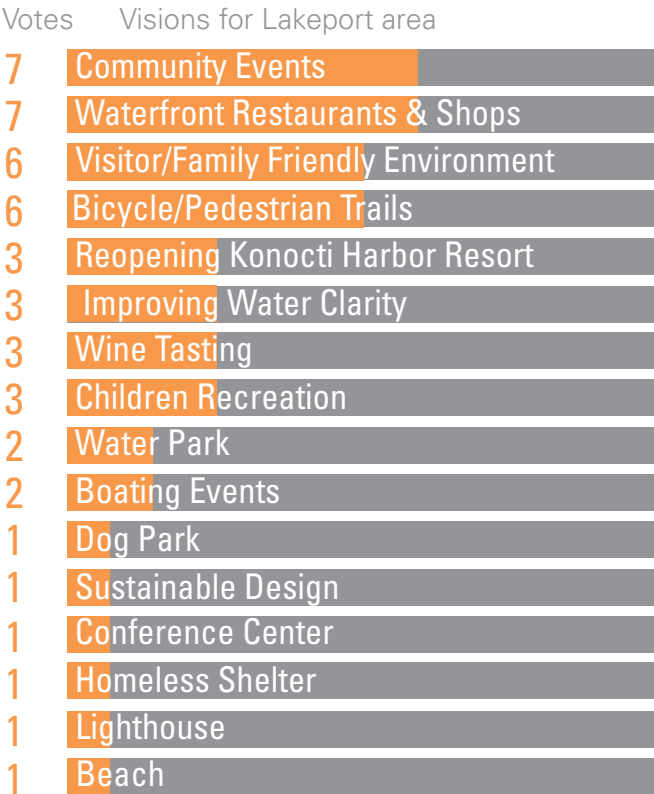 Votes Visions for Lakeport area
7 Community Events
7 Waterfront Restaurants & Shops
6 Visitor/Family Friendly Environment
6 Bicycle/Pedestrian Trails
3 Reopening Konocti Harbor Resort
3 Improving Water Clarity
3 Wine Tasting
3 Children Recreation
2 Water Park
2 Boating Events
1 Dog Park
1 Sustainable Design
1 Conference Center
1 Homeless Shelter
1 Lighthouse
1 Beach